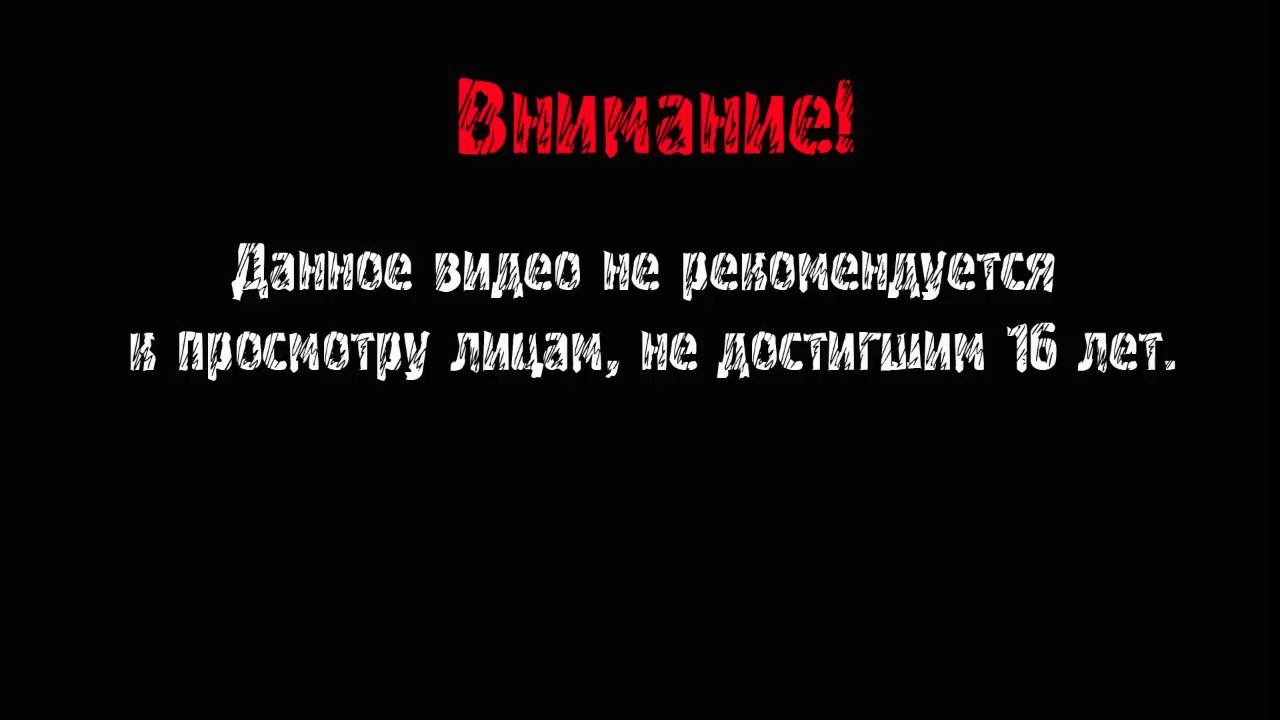 Внимание!
Данное видео не рекомендуется
к просмотру лицам, не достигшим 16 лет.